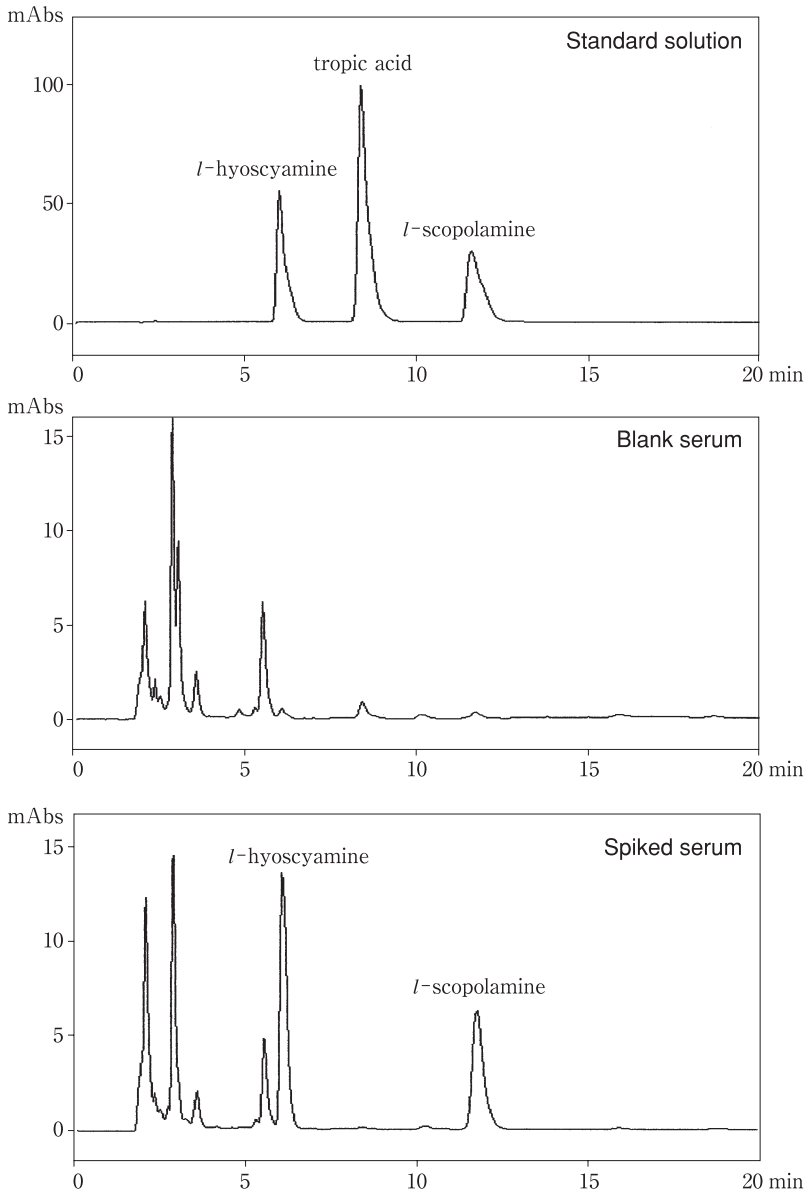 mAbs
Standard solution
tropic acid
100
l-hyoscyamine
50
l-scopolamine
0
0 5 10 15 20 min
mAbs
Blank serum
15
10
5
0
0 5 10 15 20 min
mAbs
Spiked serum
15
l-hyoscyamine
10
l-scopolamine
5
0
0 5 10 15 20 min